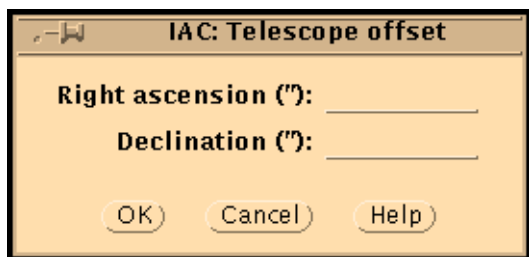 IAC: Telescope offset
Right ascension ("):
Declination ("):
OK Cancel Help